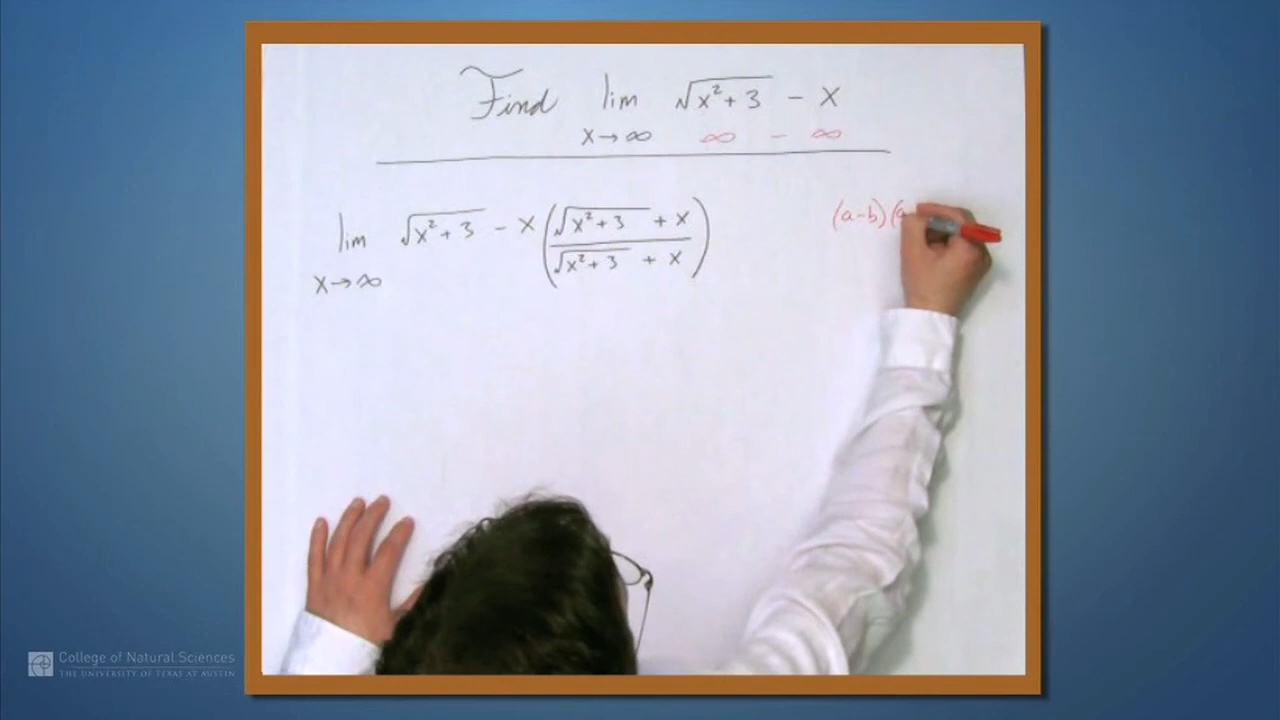 Find lim √x²+3 - x
x→∞ ∞ - ∞
lim √x²+3 - x (√x²+3 + x / √x²+3 + x)
x→∞
(a-b)(a
College of Natural Sciences
THE UNIVERSITY OF TEXAS AT AUSTIN